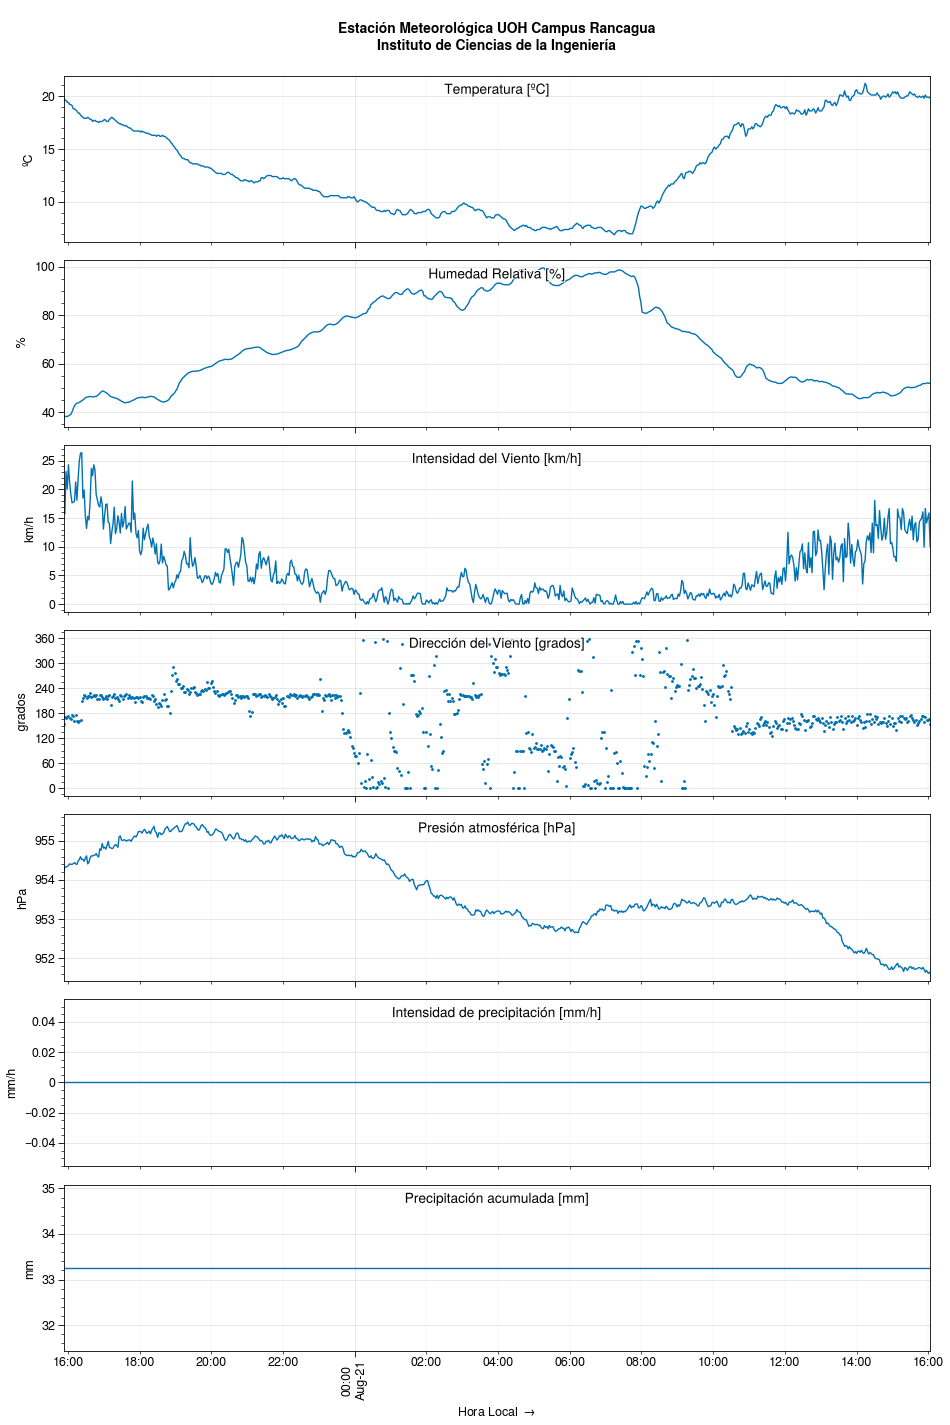 Estación Meteorológica UOH Campus Rancagua
Instituto de Ciencias de la Ingeniería
Temperatura [ºC]
20
15
10
ºC
Humedad Relativa [%]
100
80
60
40
%
Intensidad del Viento [km/h]
25
20
15
10
5
0
km/h
Dirección del Viento [grados]
360
300
240
180
120
60
0
grados
Presión atmosférica [hPa]
955
954
953
952
hPa
Intensidad de precipitación [mm/h]
0.04
0.02
0
−0.02
−0.04
mm/h
Precipitación acumulada [mm]
35
34
33
32
mm
16:00 18:00 20:00 22:00 00:00 02:00 04:00 06:00 08:00 10:00 12:00 14:00 16:00
Aug-21
Hora Local →